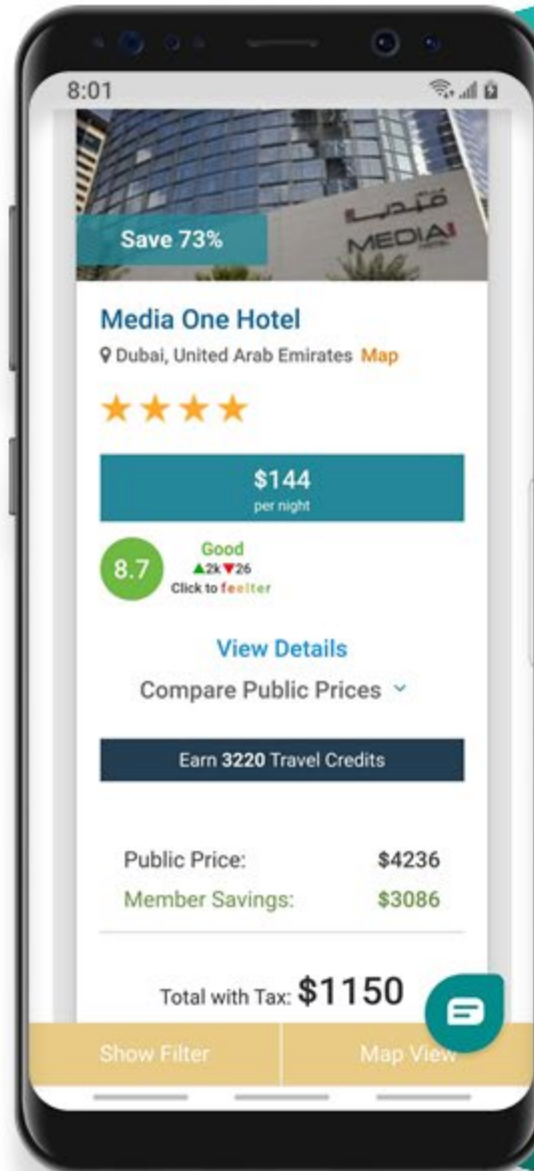 8:01
فندق
MEDIA
HOTEL
Save 73%
Media One Hotel
Dubai, United Arab Emirates Map
$144
per night
8.7
Good
▲2k▼26
Click to feelter
View Details
Compare Public Prices
Earn 3220 Travel Credits
Public Price: $4236
Member Savings: $3086
Total with Tax: $1150
Show Filter Map View